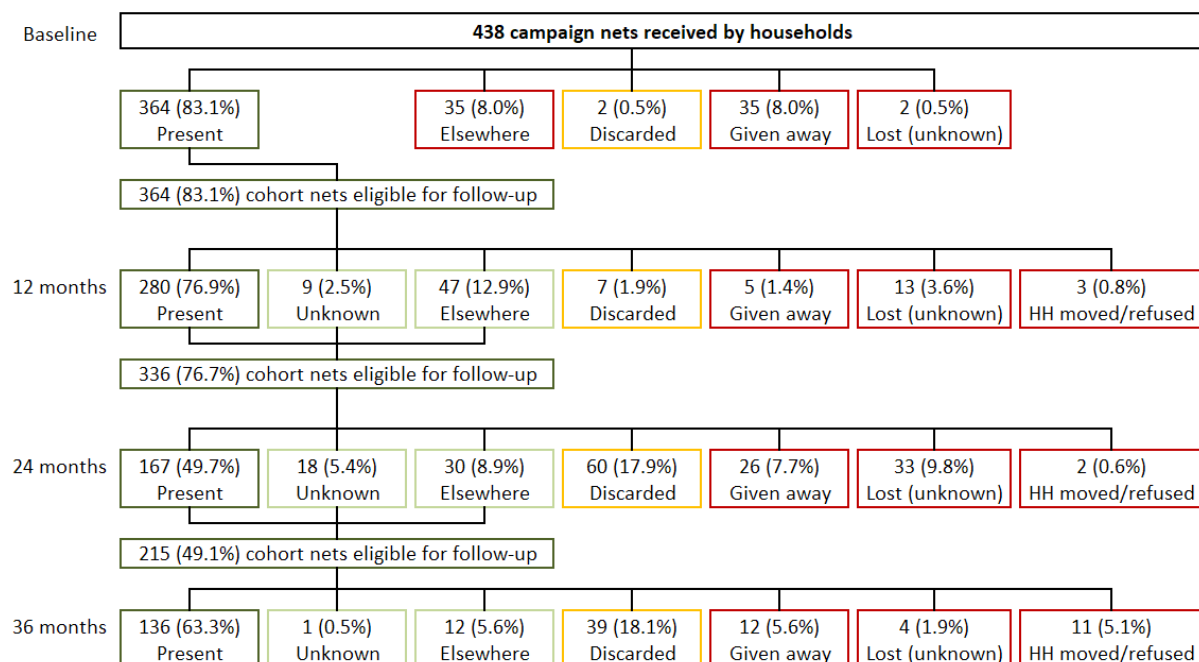 Baseline
438 campaign nets received by households
364 (83.1%)
Present
35 (8.0%)
Elsewhere
2 (0.5%)
Discarded
35 (8.0%)
Given away
2 (0.5%)
Lost (unknown)
364 (83.1%) cohort nets eligible for follow-up
12 months
280 (76.9%)
Present
9 (2.5%)
Unknown
47 (12.9%)
Elsewhere
7 (1.9%)
Discarded
5 (1.4%)
Given away
13 (3.6%)
Lost (unknown)
3 (0.8%)
HH moved/refused
336 (76.7%) cohort nets eligible for follow-up
24 months
167 (49.7%)
Present
18 (5.4%)
Unknown
30 (8.9%)
Elsewhere
60 (17.9%)
Discarded
26 (7.7%)
Given away
33 (9.8%)
Lost (unknown)
2 (0.6%)
HH moved/refused
215 (49.1%) cohort nets eligible for follow-up
36 months
136 (63.3%)
Present
1 (0.5%)
Unknown
12 (5.6%)
Elsewhere
39 (18.1%)
Discarded
12 (5.6%)
Given away
4 (1.9%)
Lost (unknown)
11 (5.1%)
HH moved/refused